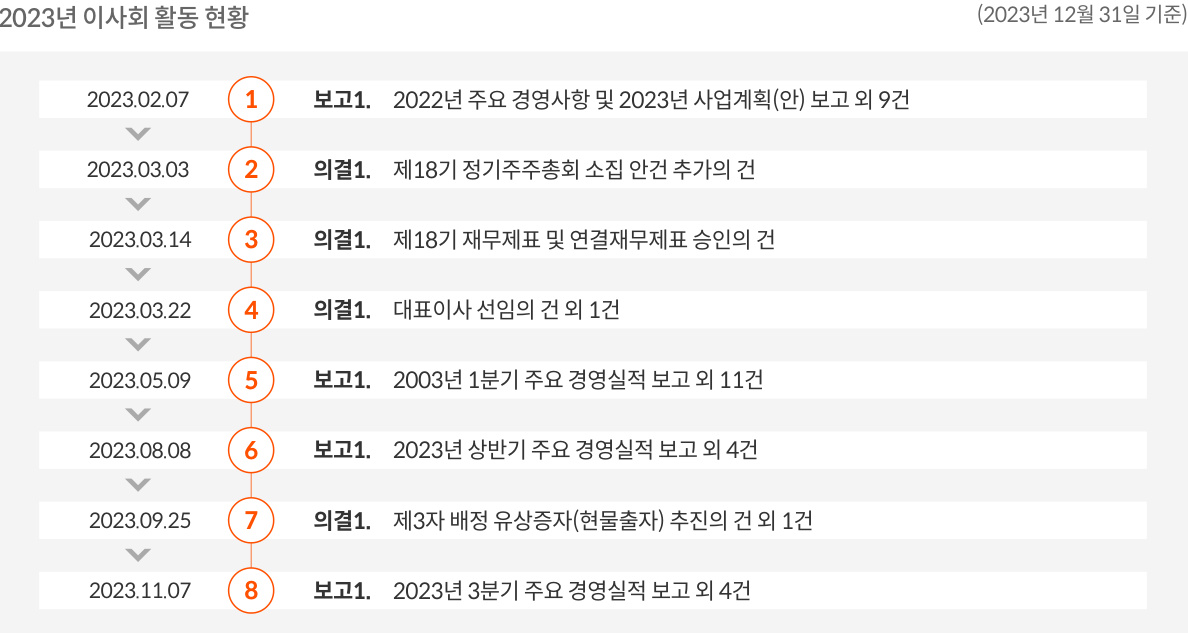 2023년 이사회 활동 현황 (2023년 12월 31일 기준)
2023.02.07 1 보고1. 2022년 주요 경영사항 및 2023년 사업계획(안) 보고 외 9건
2023.03.03 2 의결1. 제18기 정기주주총회 소집 안건 추가의 건
2023.03.14 3 의결1. 제18기 재무제표 및 연결재무제표 승인의 건
2023.03.22 4 의결1. 대표이사 선임의 건 외 1건
2023.05.09 5 보고1. 2003년 1분기 주요 경영실적 보고 외 11건
2023.08.08 6 보고1. 2023년 상반기 주요 경영실적 보고 외 4건
2023.09.25 7 의결1. 제3자 배정 유상증자(현물출자) 추진의 건 외 1건
2023.11.07 8 보고1. 2023년 3분기 주요 경영실적 보고 외 4건